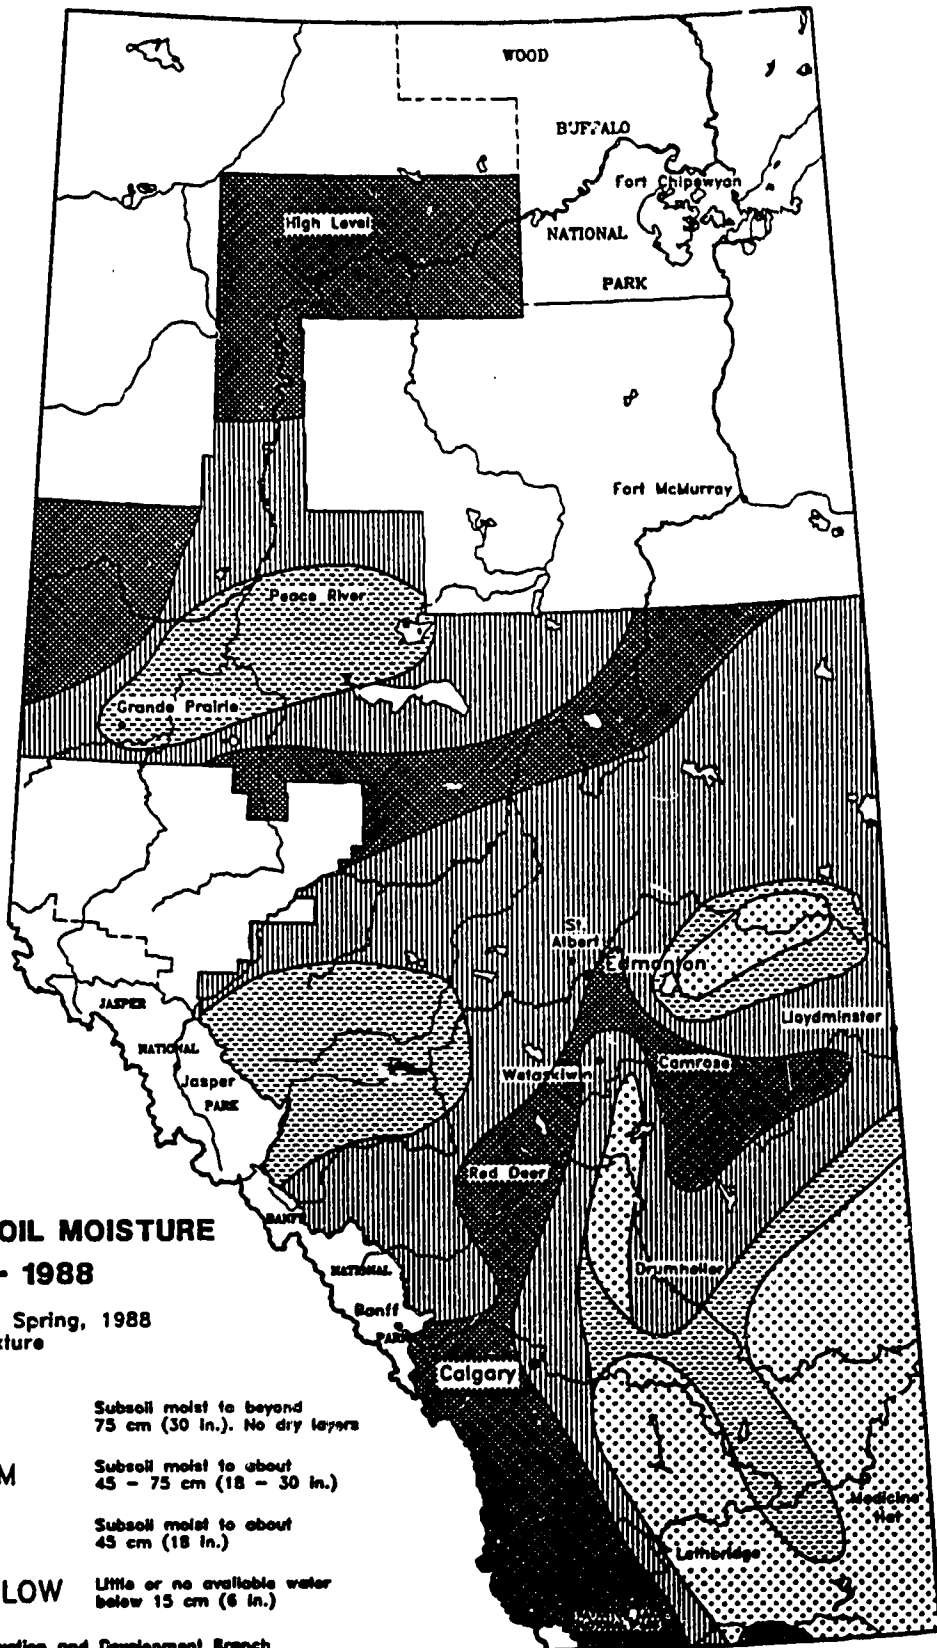 WOOD
BUFFALO
Fort Chipewyan
High Level
NATIONAL
PARK
Fort McMurray
Peace River
Grande Prairie
St.
Albert
Edmonton
JASPER
Lloydminster
NATIONAL
Wetaskiwin
Camrose
Jasper
PARK
Red Deer
BANFF
OIL MOISTURE
NATIONAL
Drumheller
- 1988
Banff
Spring, 1988
PARK
xture
Calgary
Subsoil moist to beyond
75 cm (30 in.). No dry layers
M
Subsoil moist to about
45 - 75 cm (18 - 30 in.)
Medicine
Hat
Subsoil moist to about
45 cm (18 in.)
Lethbridge
LOW
Little or no available water
below 15 cm (6 in.)
and Development Branch